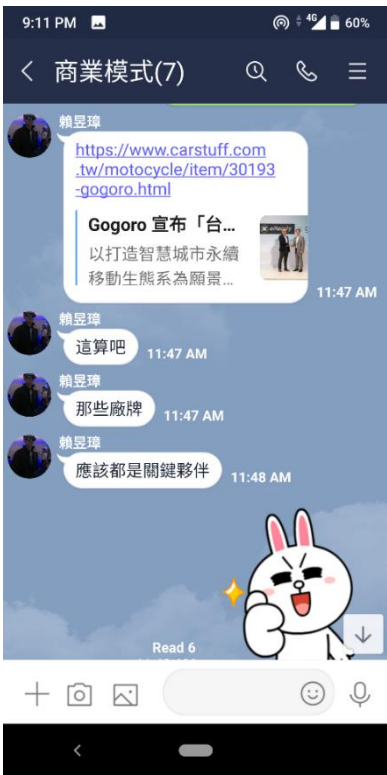 9:11 PM
4G
60%
商業模式(7)
賴昱璋
https://www.carstuff.com
.tw/motocycle/item/30193
-gogoro.html
Gogoro 宣布「台...
以打造智慧城市永續
移動生態系為願景...
11:47 AM
賴昱璋
這算吧
11:47 AM
賴昱璋
那些廠牌
11:47 AM
賴昱璋
應該都是關鍵夥伴
11:48 AM
Read 6